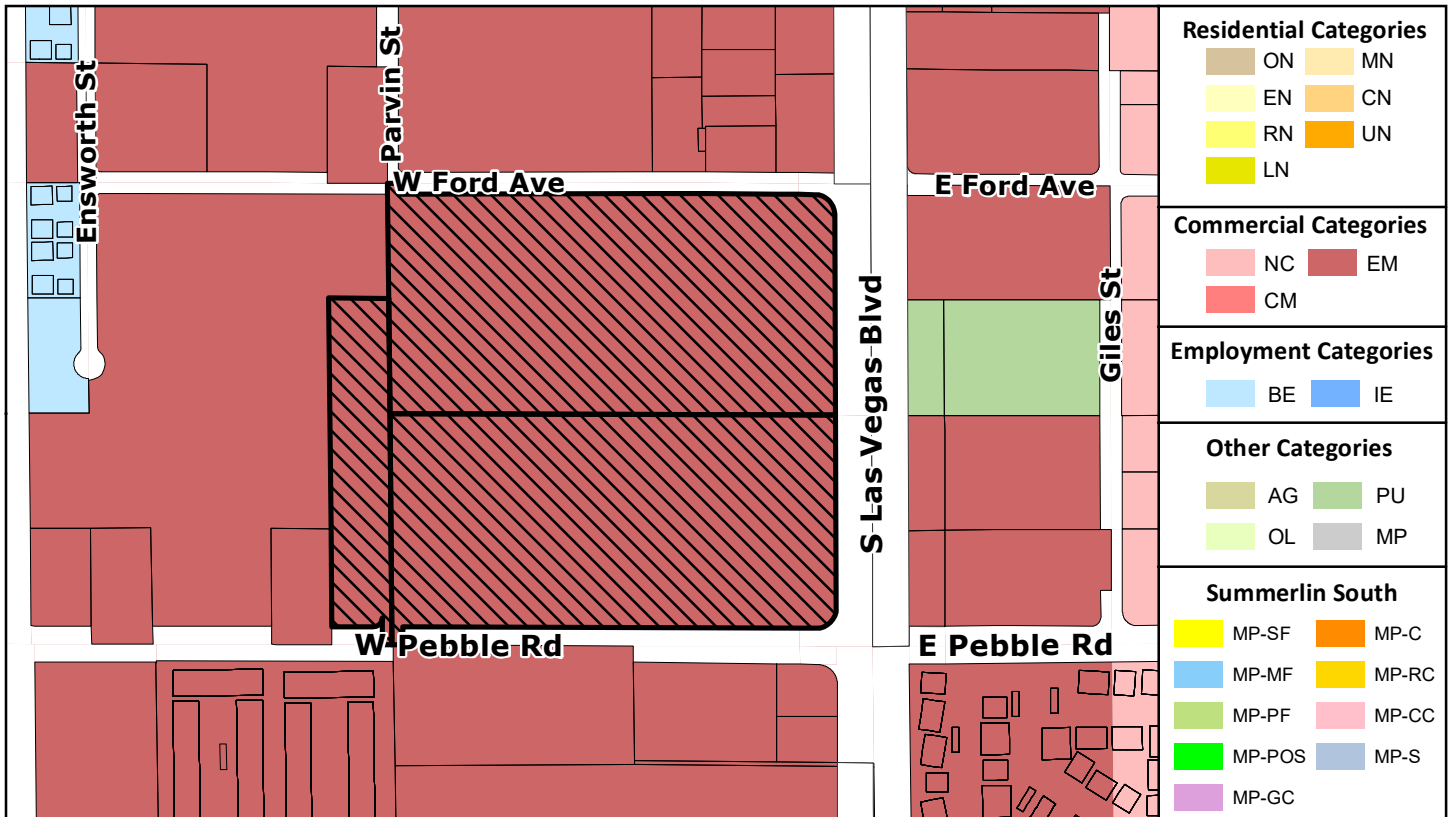 Ensworth St
Parvin St
W Ford Ave
E Ford Ave
S Las Vegas Blvd
Giles St
W Pebble Rd
E Pebble Rd
Residential Categories
ON MN
EN CN
RN UN
LN
Commercial Categories
NC EM
CM
Employment Categories
BE IE
Other Categories
AG PU
OL MP
Summerlin South
MP-SF MP-C
MP-MF MP-RC
MP-PF MP-CC
MP-POS MP-S
MP-GC